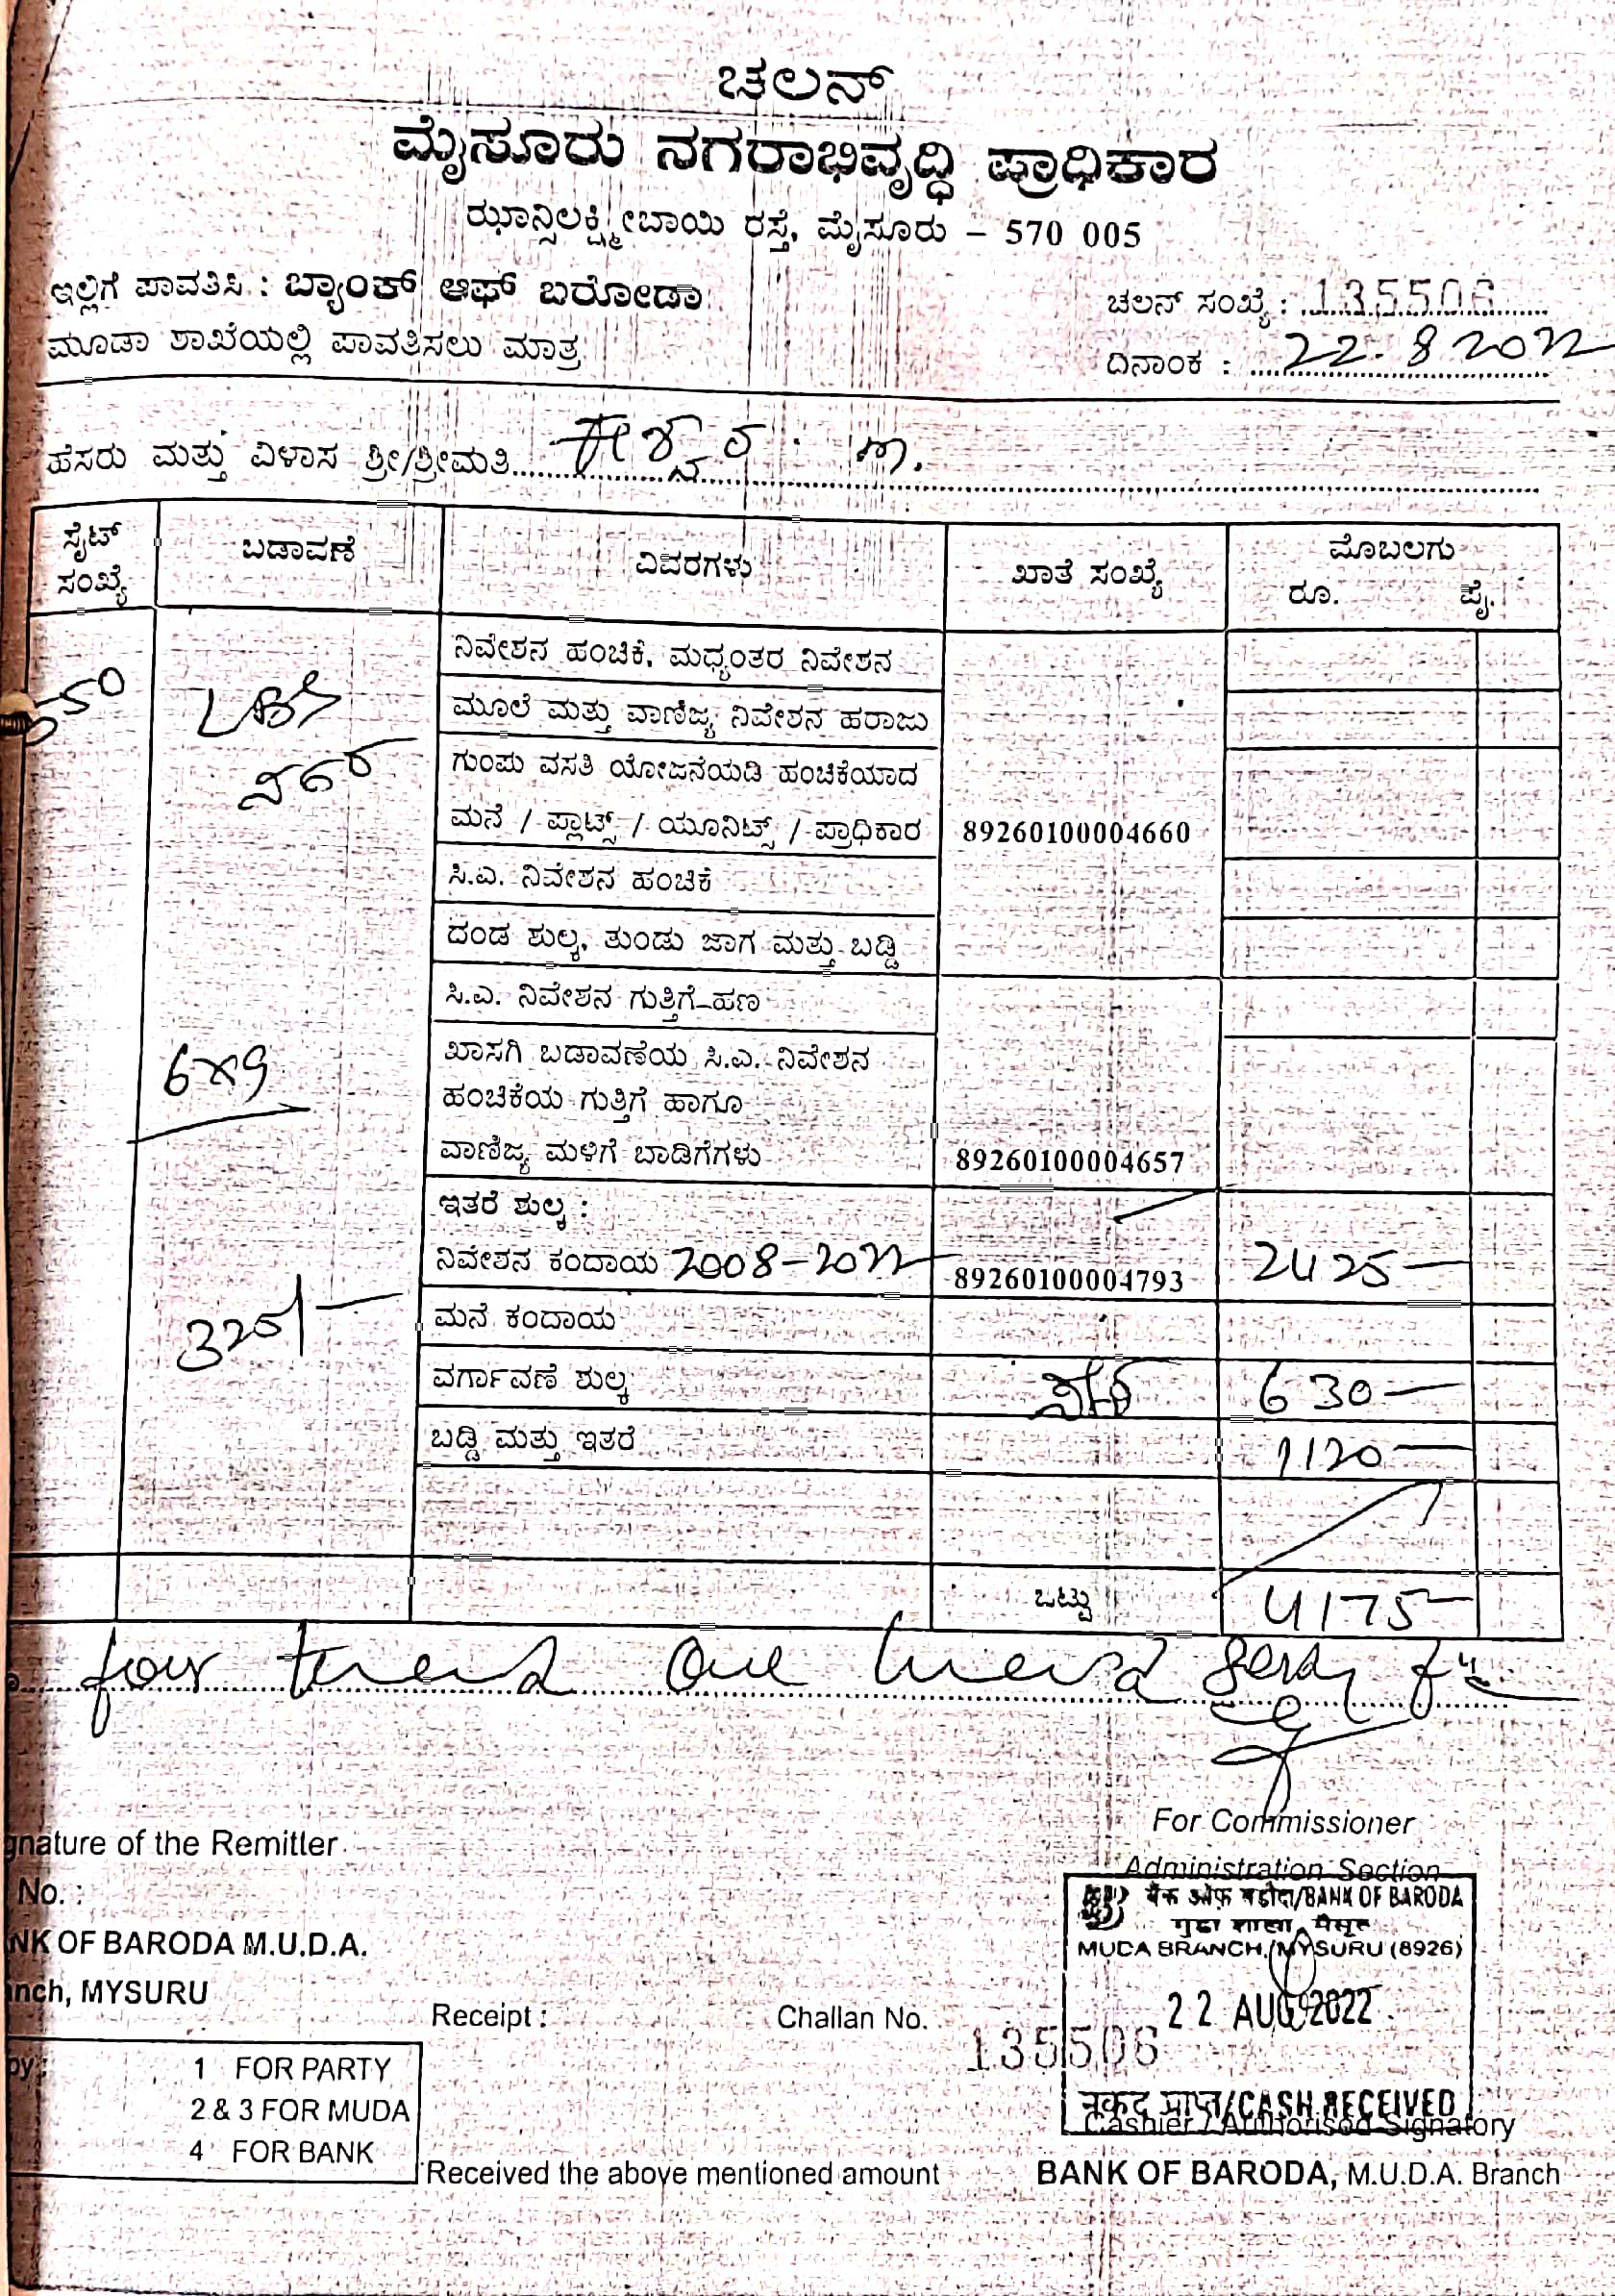 ಚಲನ್
ಮೈಸೂರು ನಗರಾಭಿವೃದ್ಧಿ ಪ್ರಾಧಿಕಾರ
ಝಾನ್ಸಿಲಕ್ಷ್ಮೀಬಾಯಿ ರಸ್ತೆ, ಮೈಸೂರು – 570 005
ಇಲ್ಲಿಗೆ ಪಾವತಿಸಿ : ಬ್ಯಾಂಕ್ ಆಫ್ ಬರೋಡಾ
ಚಲನ್ ಸಂಖ್ಯೆ : 135506
ಮೂಡಾ ಶಾಖೆಯಲ್ಲಿ ಪಾವತಿಸಲು ಮಾತ್ರ
ದಿನಾಂಕ : 22-8 2022
ಹೆಸರು ಮತ್ತು ವಿಳಾಸ ಶ್ರೀ/ಶ್ರೀಮತಿ
ಸೈಟ್ ಸಂಖ್ಯೆ ಬಡಾವಣೆ ವಿವರಗಳು ಖಾತೆ ಸಂಖ್ಯೆ ಮೊಬಲಗು
ರೂ. ಪೈ.
ನಿವೇಶನ ಹಂಚಿಕೆ, ಮಧ್ಯಂತರ ನಿವೇಶನ
ಮೂಲೆ ಮತ್ತು ವಾಣಿಜ್ಯ ನಿವೇಶನ ಹರಾಜು
ಗುಂಪು ವಸತಿ ಯೋಜನೆಯಡಿ ಹಂಚಿಕೆಯಾದ
ಮನೆ / ಪ್ಲಾಟ್ಸ್ / ಯೂನಿಟ್ಸ್ / ಪ್ರಾಧಿಕಾರ 89260100004660
ಸಿ.ಎ. ನಿವೇಶನ ಹಂಚಿಕೆ
ದಂಡ ಶುಲ್ಕ, ತುಂಡು ಜಾಗ ಮತ್ತು ಬಡ್ಡಿ
ಸಿ.ಎ. ನಿವೇಶನ ಗುತ್ತಿಗೆ-ಹಣ
6x9
ಖಾಸಗಿ ಬಡಾವಣೆಯ ಸಿ.ಎ. ನಿವೇಶನ
ಹಂಚಿಕೆಯ ಗುತ್ತಿಗೆ ಹಾಗೂ
ವಾಣಿಜ್ಯ ಮಳಿಗೆ ಬಾಡಿಗೆಗಳು 89260100004657
ಇತರೆ ಶುಲ್ಕ :
ನಿವೇಶನ ಕಂದಾಯ 2008-2022 89260100004793 2425
325/-
ಮನೆ ಕಂದಾಯ
ವರ್ಗಾವಣೆ ಶುಲ್ಕ 630
ಬಡ್ಡಿ ಮತ್ತು ಇತರೆ 1120
ಒಟ್ಟು 4175
four One
For Commissioner
gnature of the Remitler
Administration Section
No. :
बैंक ऑफ़ बड़ोदा/BANK OF BARODA
NK OF BARODA M.U.D.A.
MUDA BRANCH, MYSURU (8926)
nch, MYSURU
22 AUG 2022
Receipt : Challan No. 135506
py : 1 FOR PARTY
2 & 3 FOR MUDA
4 FOR BANK
नकद प्राप्त/CASH RECEIVED
Cashier / Authorised Signatory
Received the above mentioned amount BANK OF BARODA, M.U.D.A. Branch